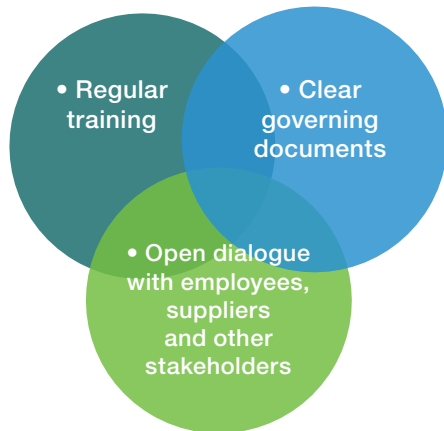 • Regular
training
• Clear
governing
documents
• Open dialogue
with employees,
suppliers
and other
stakeholders